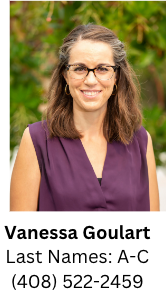 Vanessa Goulart
Last Names: A-C
(408) 522-2459